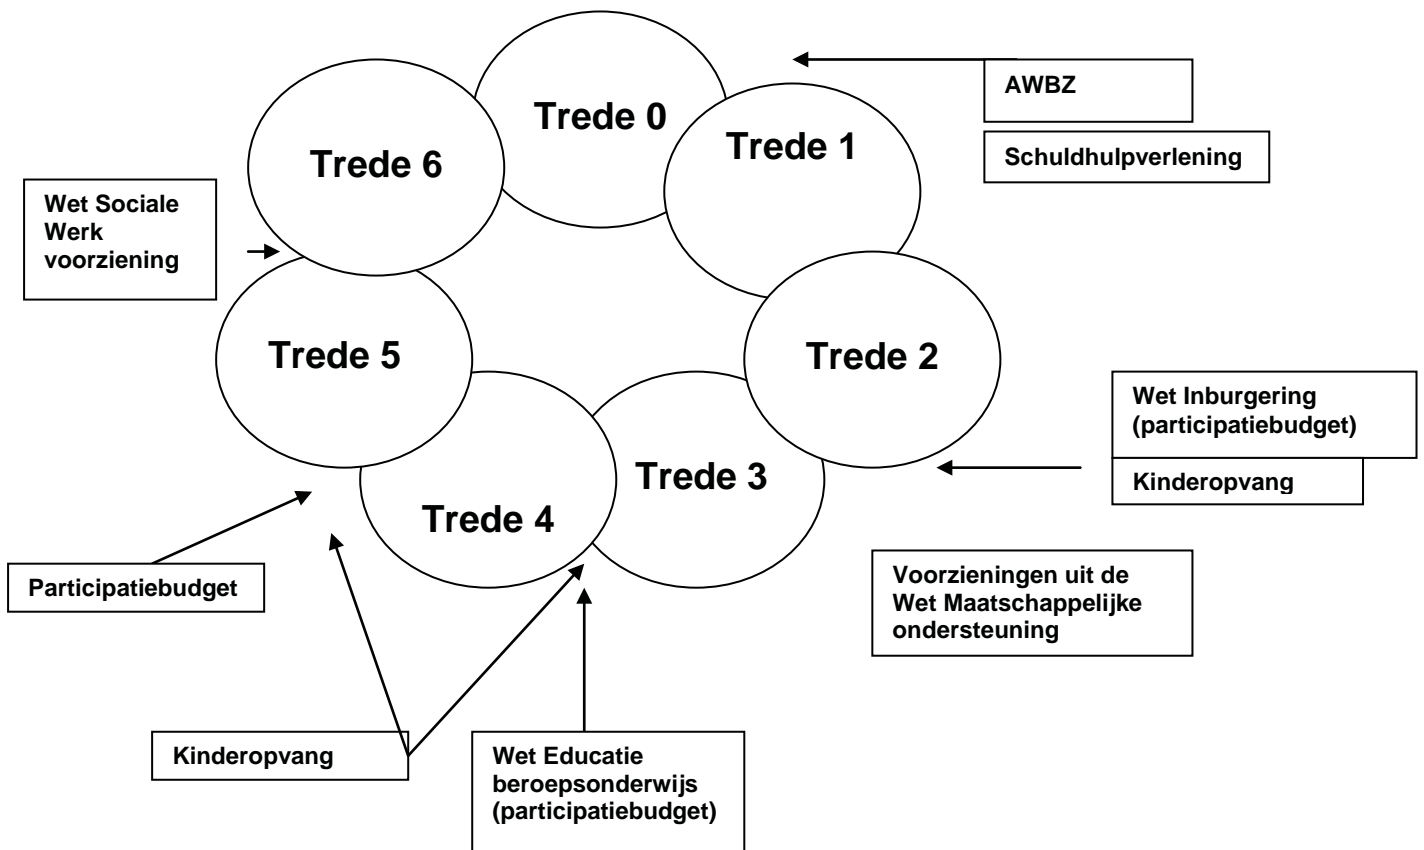 Trede 0
Trede 1
Trede 2
Trede 3
Trede 4
Trede 5
Trede 6
AWBZ
Schuldhulpverlening
Wet Sociale
Werk
voorziening
Wet Inburgering
(participatiebudget)
Kinderopvang
Participatiebudget
Voorzieningen uit de
Wet Maatschappelijke
ondersteuning
Kinderopvang
Wet Educatie
beroepsonderwijs
(participatiebudget)